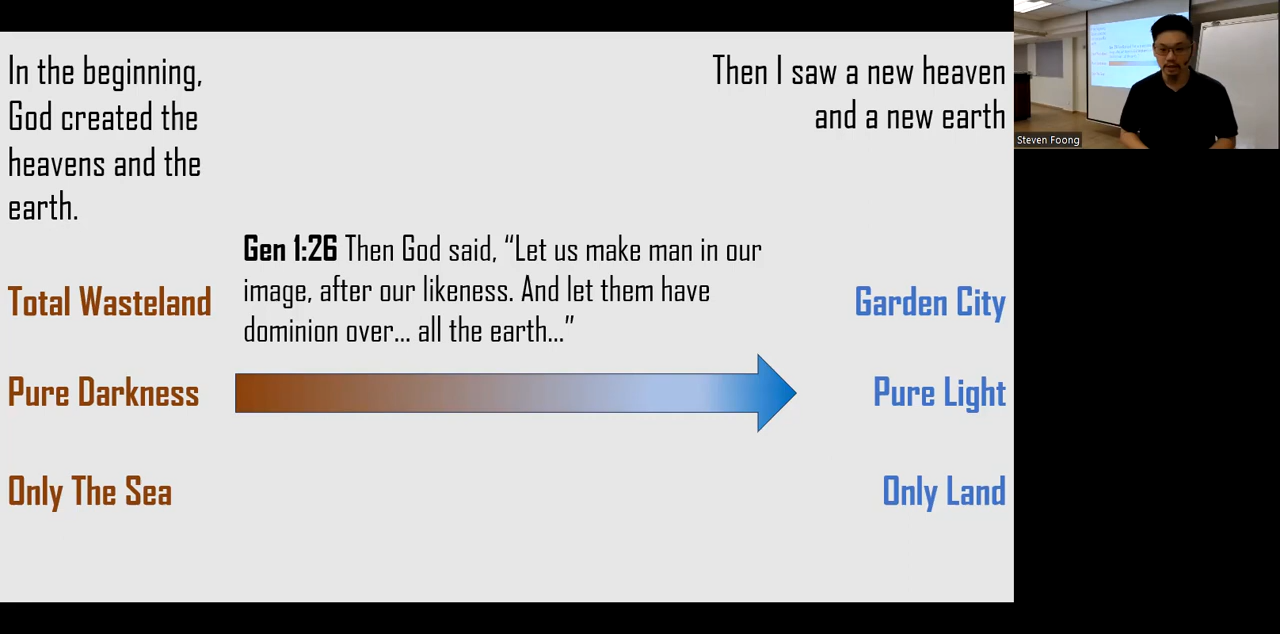 In the beginning,
God created the
heavens and the
earth.
Then I saw a new heaven
and a new earth
Steven Foong
Gen 1:26 Then God said, “Let us make man in our
image, after our likeness. And let them have
dominion over... all the earth...”
Total Wasteland
Garden City
Pure Darkness
Pure Light
Only The Sea
Only Land